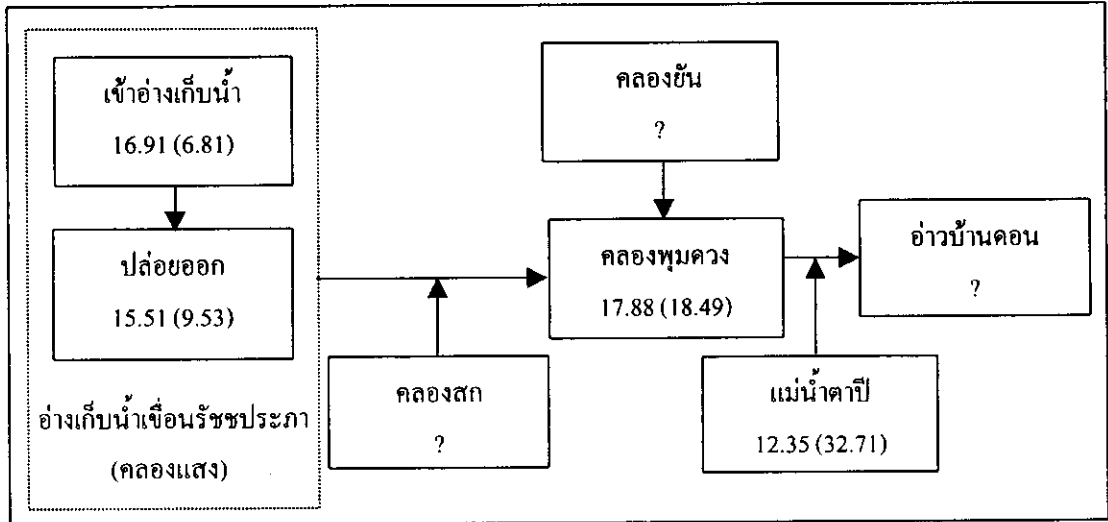 เข้าอ่างเก็บน้ำ
16.91 (6.81)
ปล่อยออก
15.51 (9.53)
อ่างเก็บน้ำเขื่อนรัชชประภา
(คลองแสง)
คลองสก
?
คลองยัน
?
คลองพุมดวง
17.88 (18.49)
แม่น้ำตาปี
12.35 (32.71)
อ่าวบ้านดอน
?